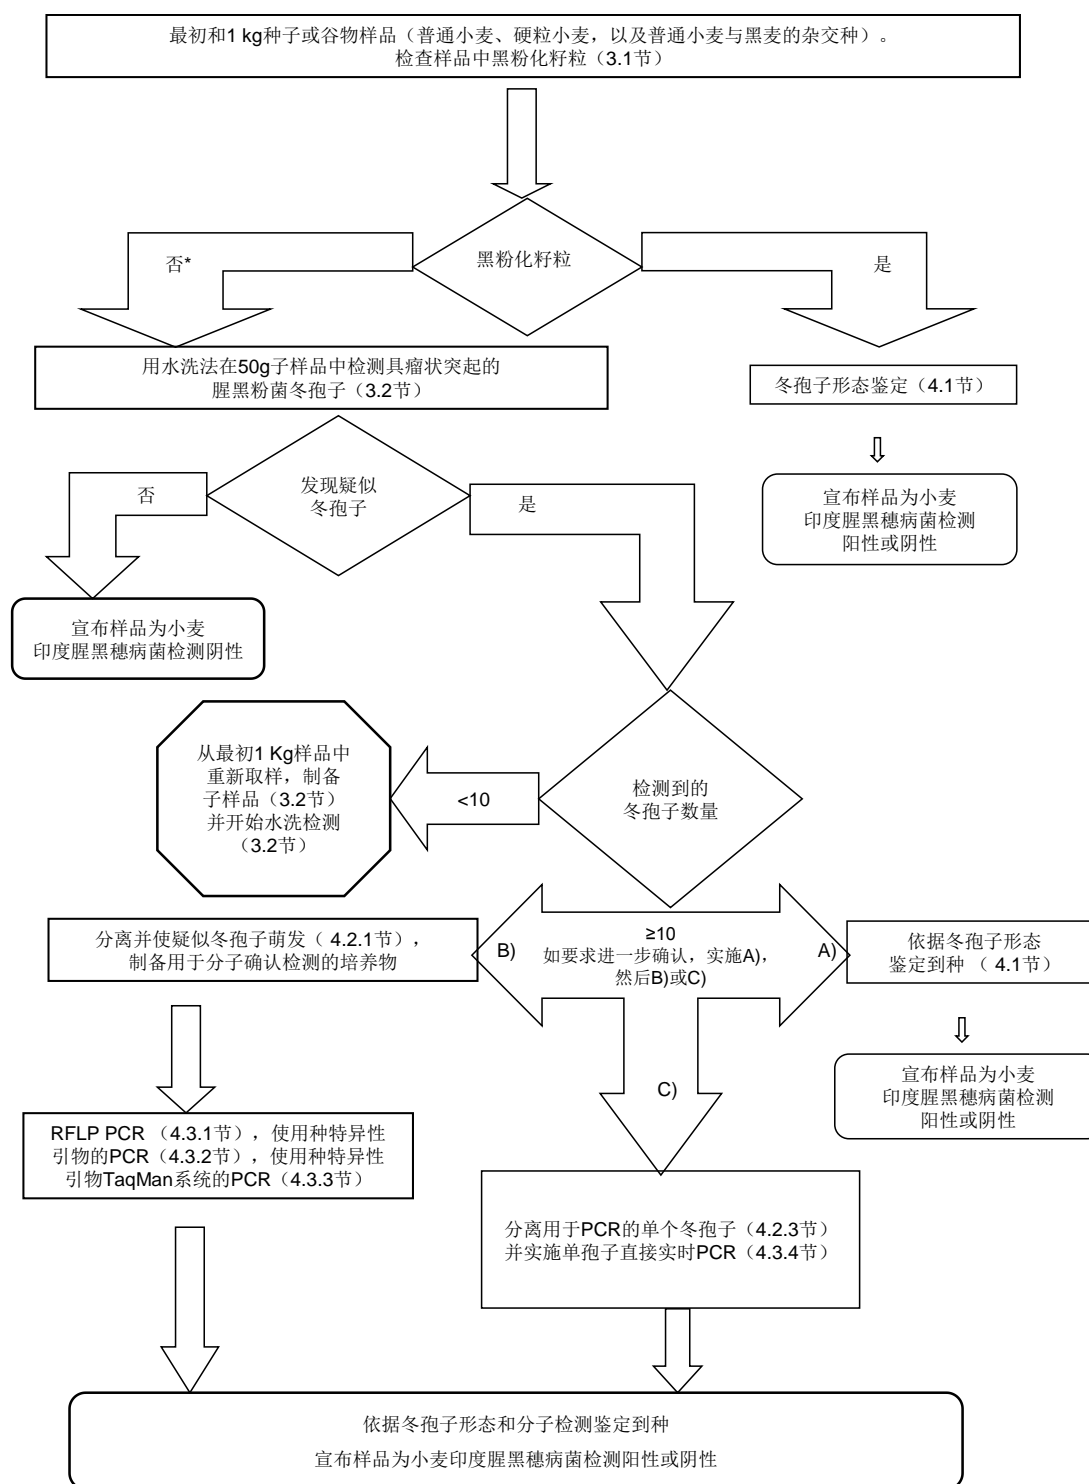 最初和1 kg种子或谷物样品（普通小麦、硬粒小麦，以及普通小麦与黑麦的杂交种）。
检查样品中黑粉化籽粒（3.1节）
黑粉化籽粒
否*
是
用水洗法在50g子样品中检测具瘤状突起的
腥黑粉菌冬孢子（3.2节）
冬孢子形态鉴定（4.1节）
发现疑似
冬孢子
否
是
宣布样品为小麦
印度腥黑穗病菌检测
阳性或阴性
宣布样品为小麦
印度腥黑穗病菌检测阴性
从最初1 Kg样品中
重新取样，制备
子样品（3.2节）
并开始水洗检测
（3.2节）
<10
检测到的
冬孢子数量
分离并使疑似冬孢子萌发（ 4.2.1节），
制备用于分子确认检测的培养物
B)
≥10
如要求进一步确认，实施A),
然后B)或C)
A)
依据冬孢子形态
鉴定到种 （ 4.1节）
C)
宣布样品为小麦
印度腥黑穗病菌检测
阳性或阴性
RFLP PCR （4.3.1节），使用种特异性
引物的PCR（4.3.2节），使用种特异性
引物TaqMan系统的PCR（4.3.3节）
分离用于PCR的单个冬孢子（4.2.3节）
并实施单孢子直接实时PCR（4.3.4节）
依据冬孢子形态和分子检测鉴定到种
宣布样品为小麦印度腥黑穗病菌检测阳性或阴性